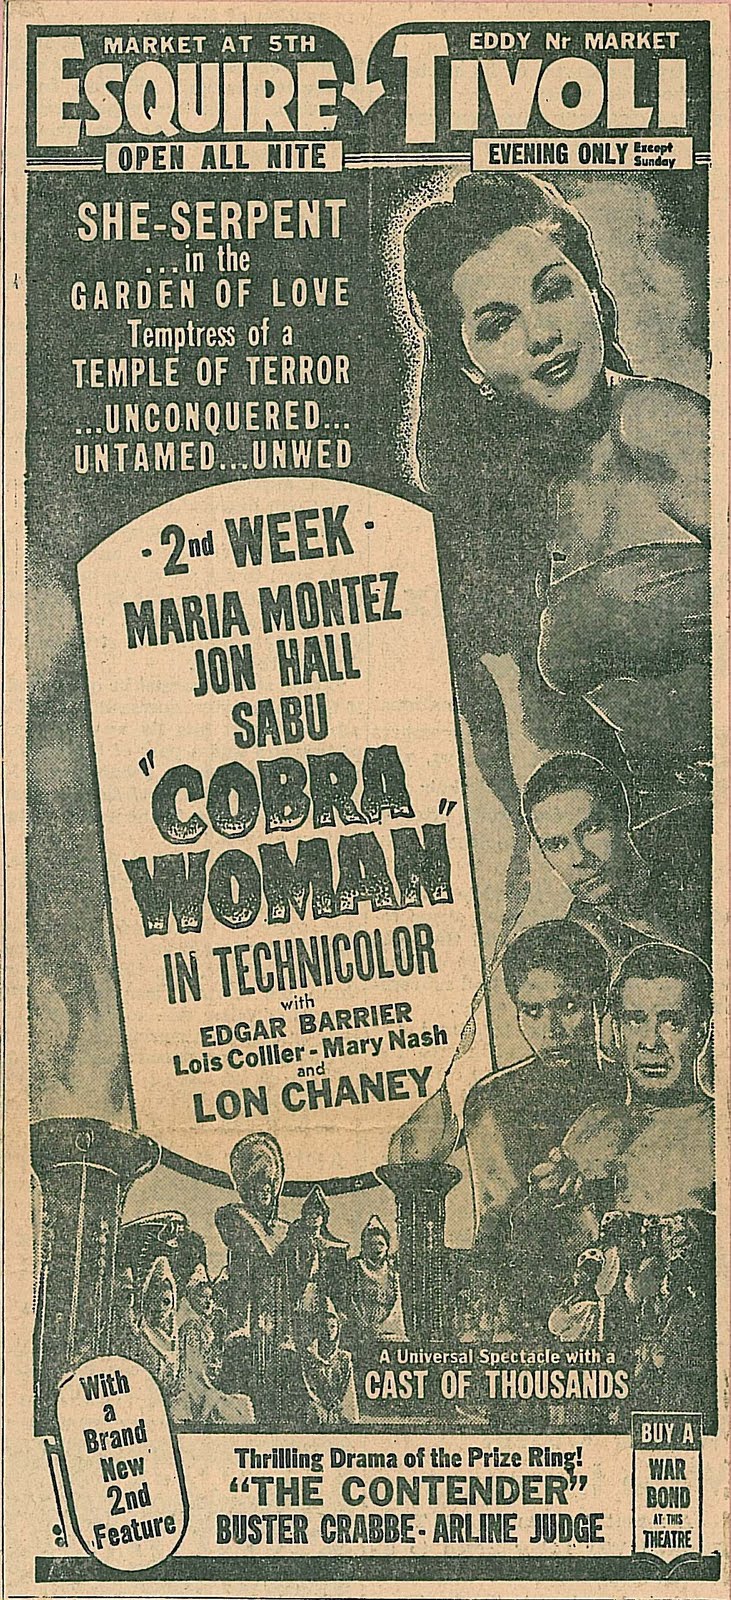 MARKET AT 5TH
ESQUIRE
OPEN ALL NITE
EDDY Nr MARKET
TIVOLI
EVENING ONLY Except Sunday
SHE-SERPENT
...in the
GARDEN OF LOVE
Temptress of a
TEMPLE OF TERROR
...UNCONQUERED...
UNTAMED...UNWED
·2nd WEEK·
MARIA MONTEZ
JON HALL
SABU
"COBRA
WOMAN"
IN TECHNICOLOR
with
EDGAR BARRIER
Lois Collier - Mary Nash
and
LON CHANEY
A Universal Spectacle with a
CAST OF THOUSANDS
With
a
Brand
New
2nd
Feature
Thrilling Drama of the Prize Ring!
"THE CONTENDER"
BUSTER CRABBE - ARLINE JUDGE
BUY A
WAR
BOND
AT THIS
THEATRE